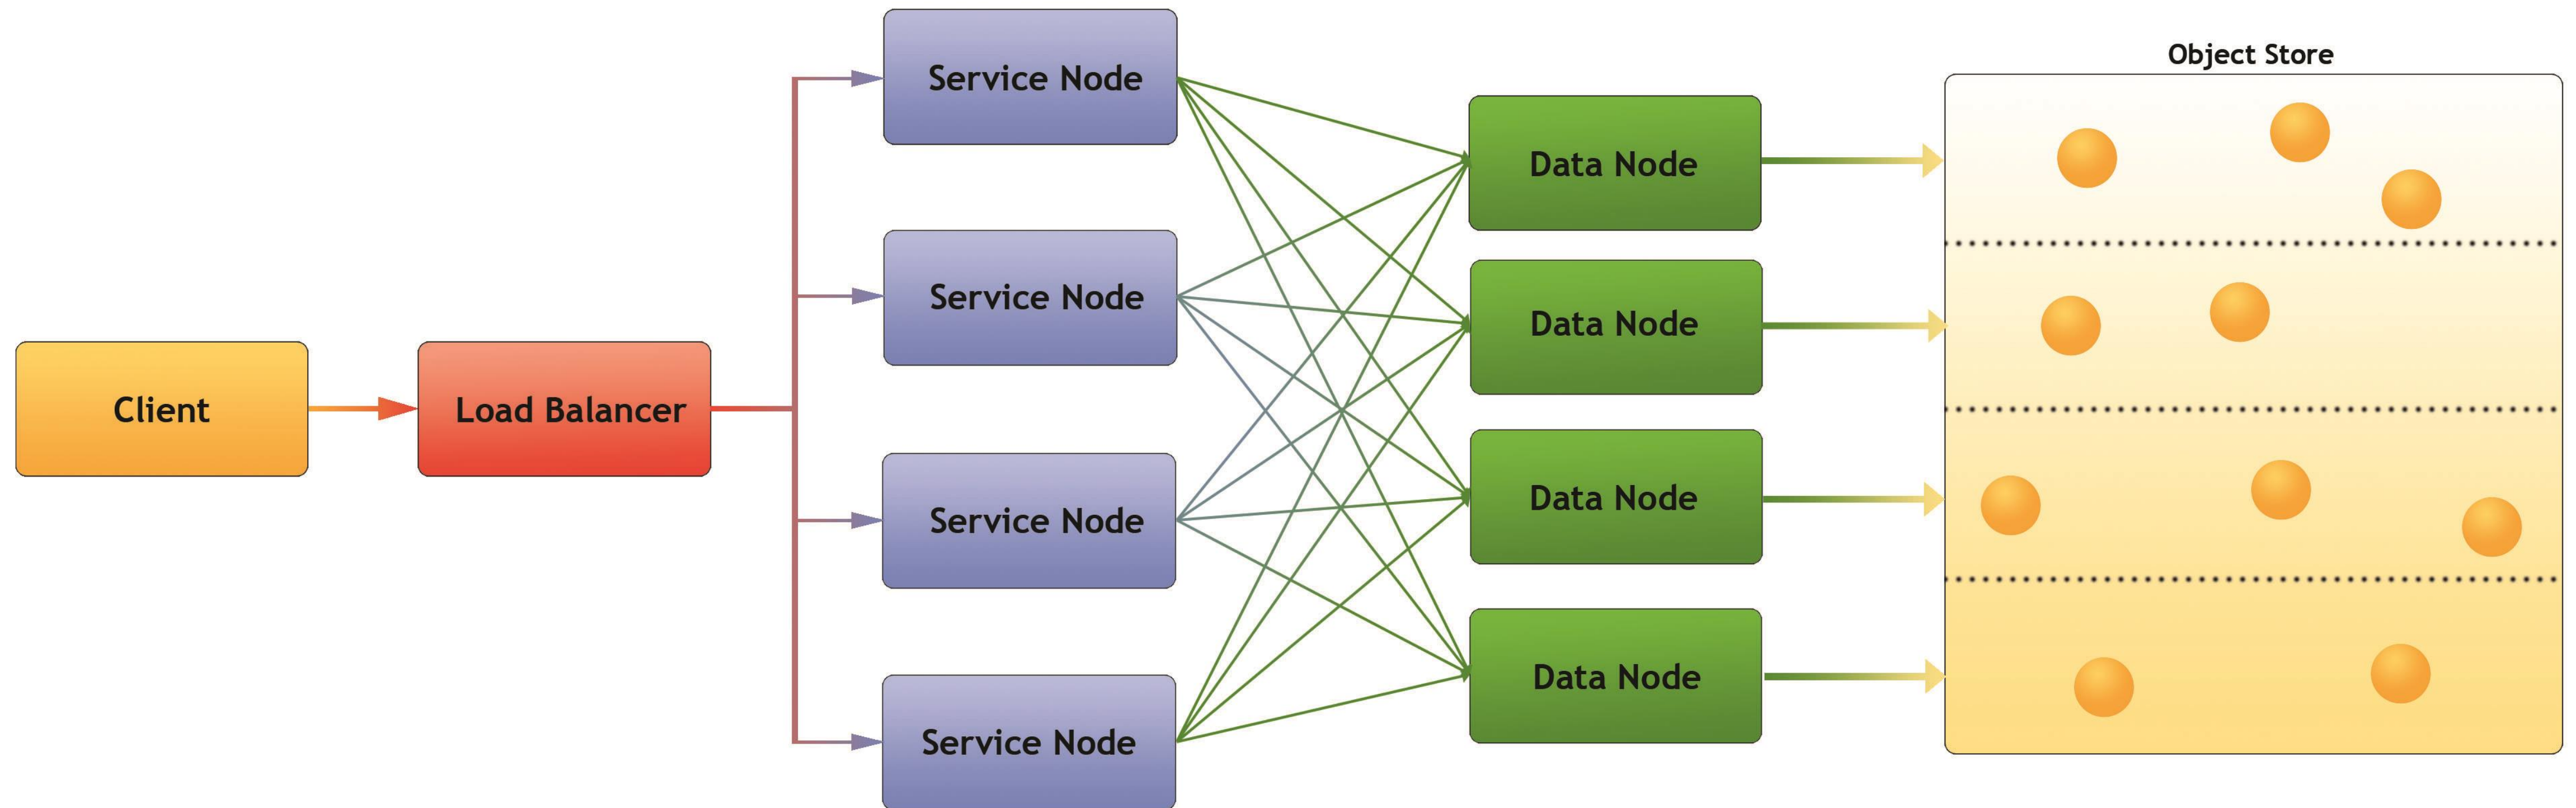 Client
Load Balancer
Service Node
Service Node
Service Node
Service Node
Data Node
Data Node
Data Node
Data Node
Object Store